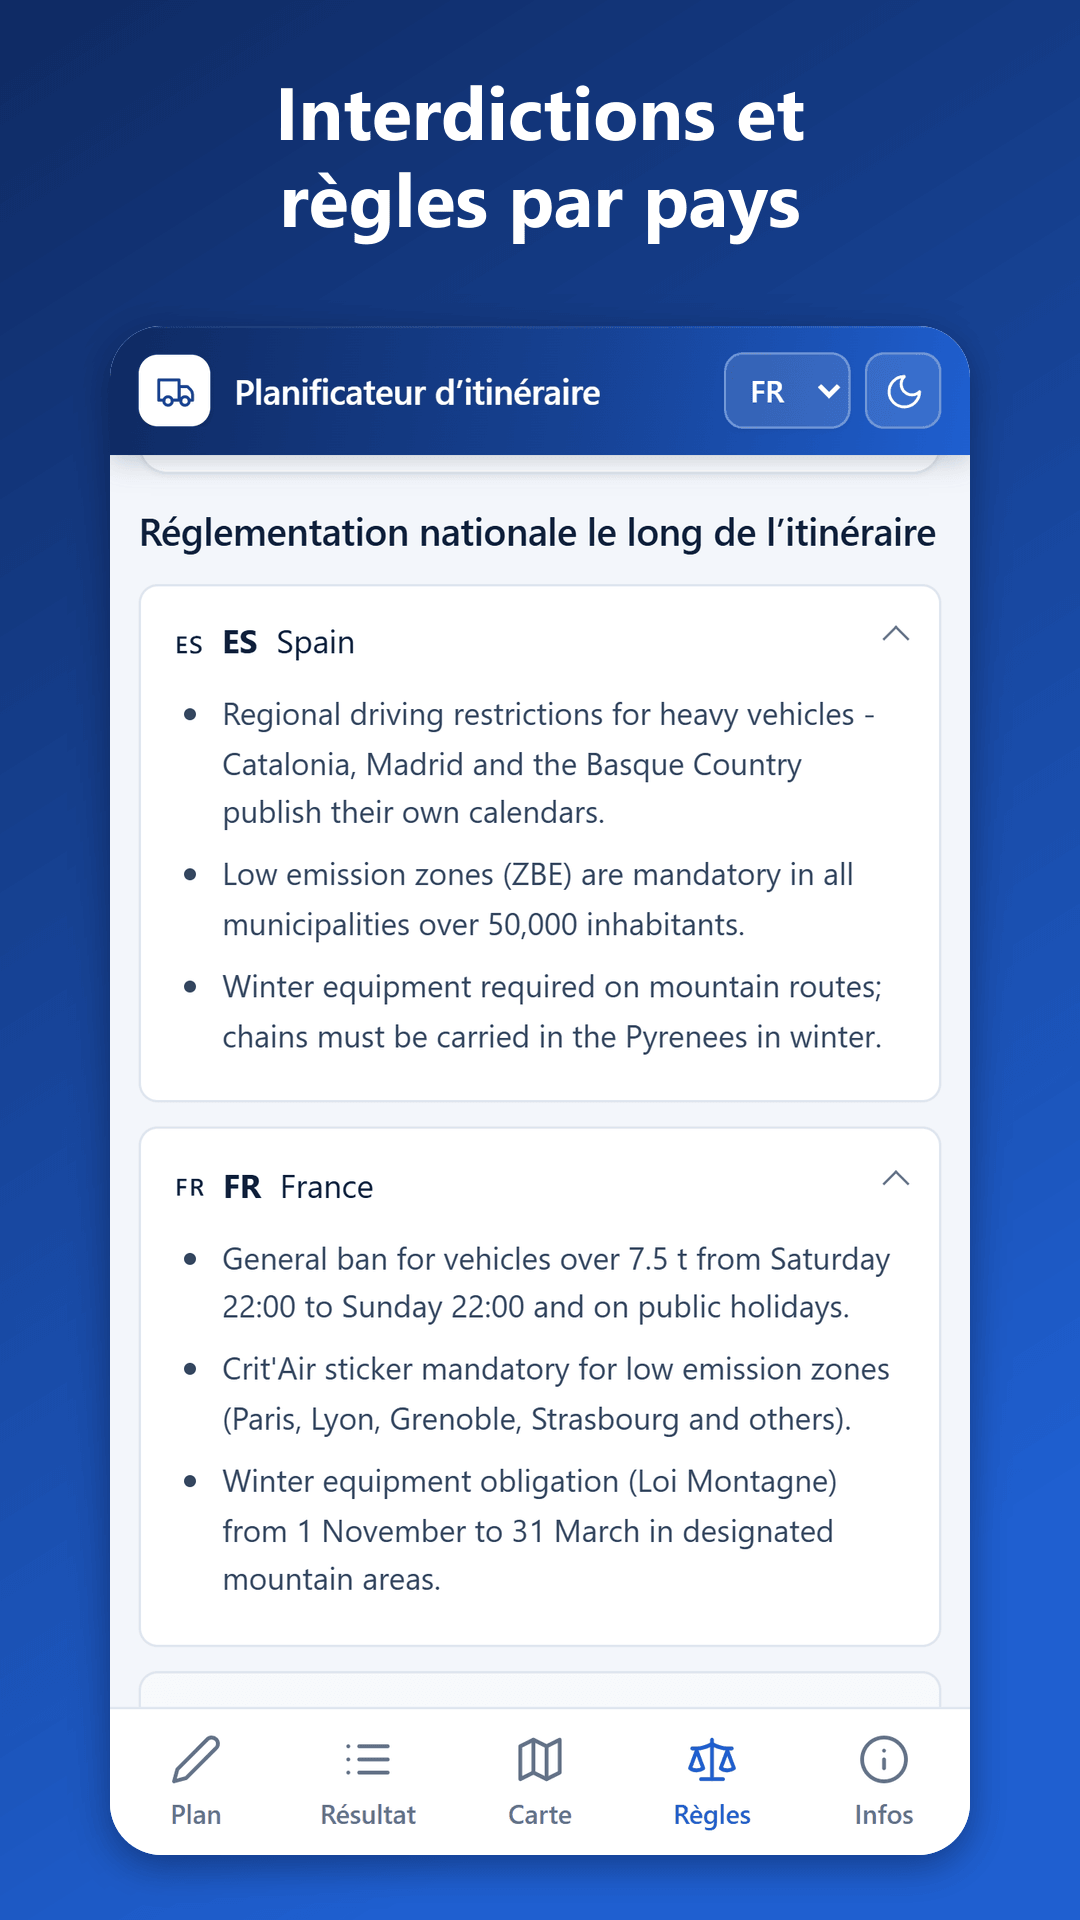 Interdictions et
règles par pays
Planificateur d’itinéraire
FR
Réglementation nationale le long de l’itinéraire
ES ES Spain
• Regional driving restrictions for heavy vehicles -
Catalonia, Madrid and the Basque Country
publish their own calendars.
• Low emission zones (ZBE) are mandatory in all
municipalities over 50,000 inhabitants.
• Winter equipment required on mountain routes;
chains must be carried in the Pyrenees in winter.
FR FR France
• General ban for vehicles over 7.5 t from Saturday
22:00 to Sunday 22:00 and on public holidays.
• Crit'Air sticker mandatory for low emission zones
(Paris, Lyon, Grenoble, Strasbourg and others).
• Winter equipment obligation (Loi Montagne)
from 1 November to 31 March in designated
mountain areas.
Plan Résultat Carte Règles Infos